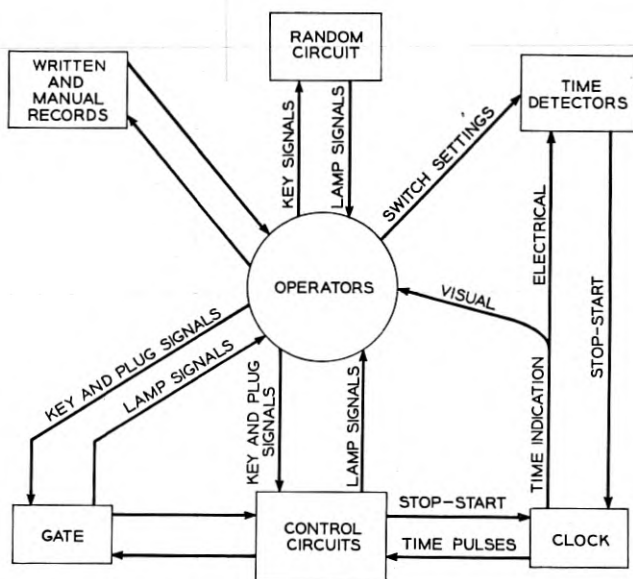 RANDOM
CIRCUIT
WRITTEN
AND
MANUAL
RECORDS
TIME
DETECTORS
KEY SIGNALS
LAMP SIGNALS
SWITCH SETTINGS
ELECTRICAL
OPERATORS
VISUAL
STOP-START
KEY AND PLUG SIGNALS
LAMP SIGNALS
KEY AND PLUG
SIGNALS
LAMP SIGNALS
TIME INDICATION
GATE
CONTROL
CIRCUITS
STOP-START
TIME PULSES
CLOCK